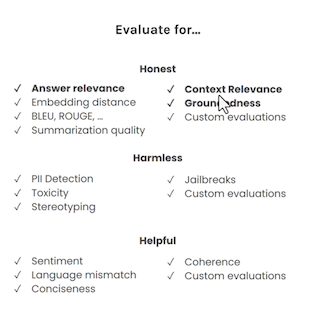 Evaluate for...
Honest
✓ Answer relevance
✓ Embedding distance
✓ BLEU, ROUGE, ...
✓ Summarization quality
✓ Context Relevance
✓ Groundedness
✓ Custom evaluations
Harmless
✓ PII Detection
✓ Toxicity
✓ Stereotyping
✓ Jailbreaks
✓ Custom evaluations
Helpful
✓ Sentiment
✓ Language mismatch
✓ Conciseness
✓ Coherence
✓ Custom evaluations